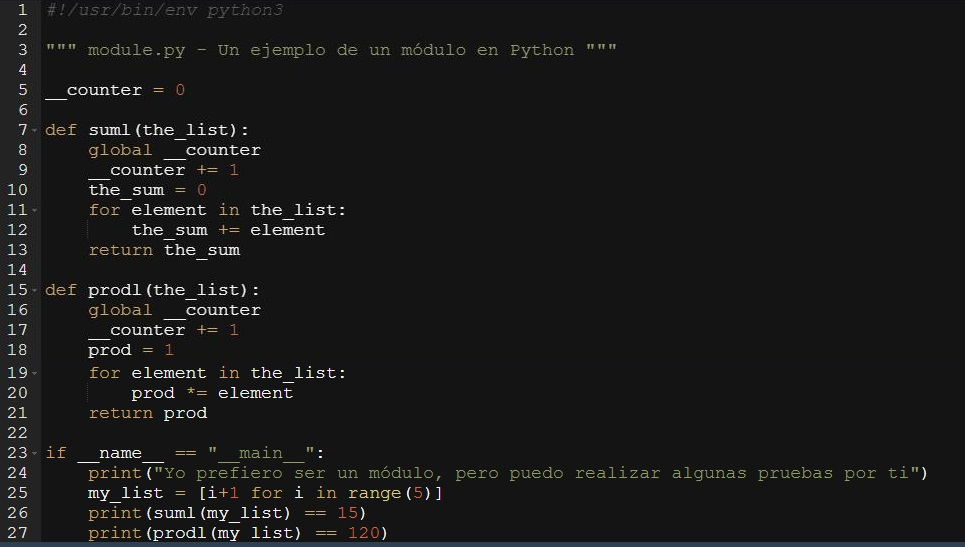 1 #!/usr/bin/env python3
2
3 """ module.py - Un ejemplo de un módulo en Python """
4
5 __counter = 0
6
7 def suml(the_list):
8     global __counter
9     __counter += 1
10     the_sum = 0
11     for element in the_list:
12         the_sum += element
13     return the_sum
14
15 def prodl(the_list):
16     global __counter
17     __counter += 1
18     prod = 1
19     for element in the_list:
20         prod *= element
21     return prod
22
23 if __name__ == "__main__":
24     print("Yo prefiero ser un módulo, pero puedo realizar algunas pruebas por ti")
25     my_list = [i+1 for i in range(5)]
26     print(suml(my_list) == 15)
27     print(prodl(my_list) == 120)